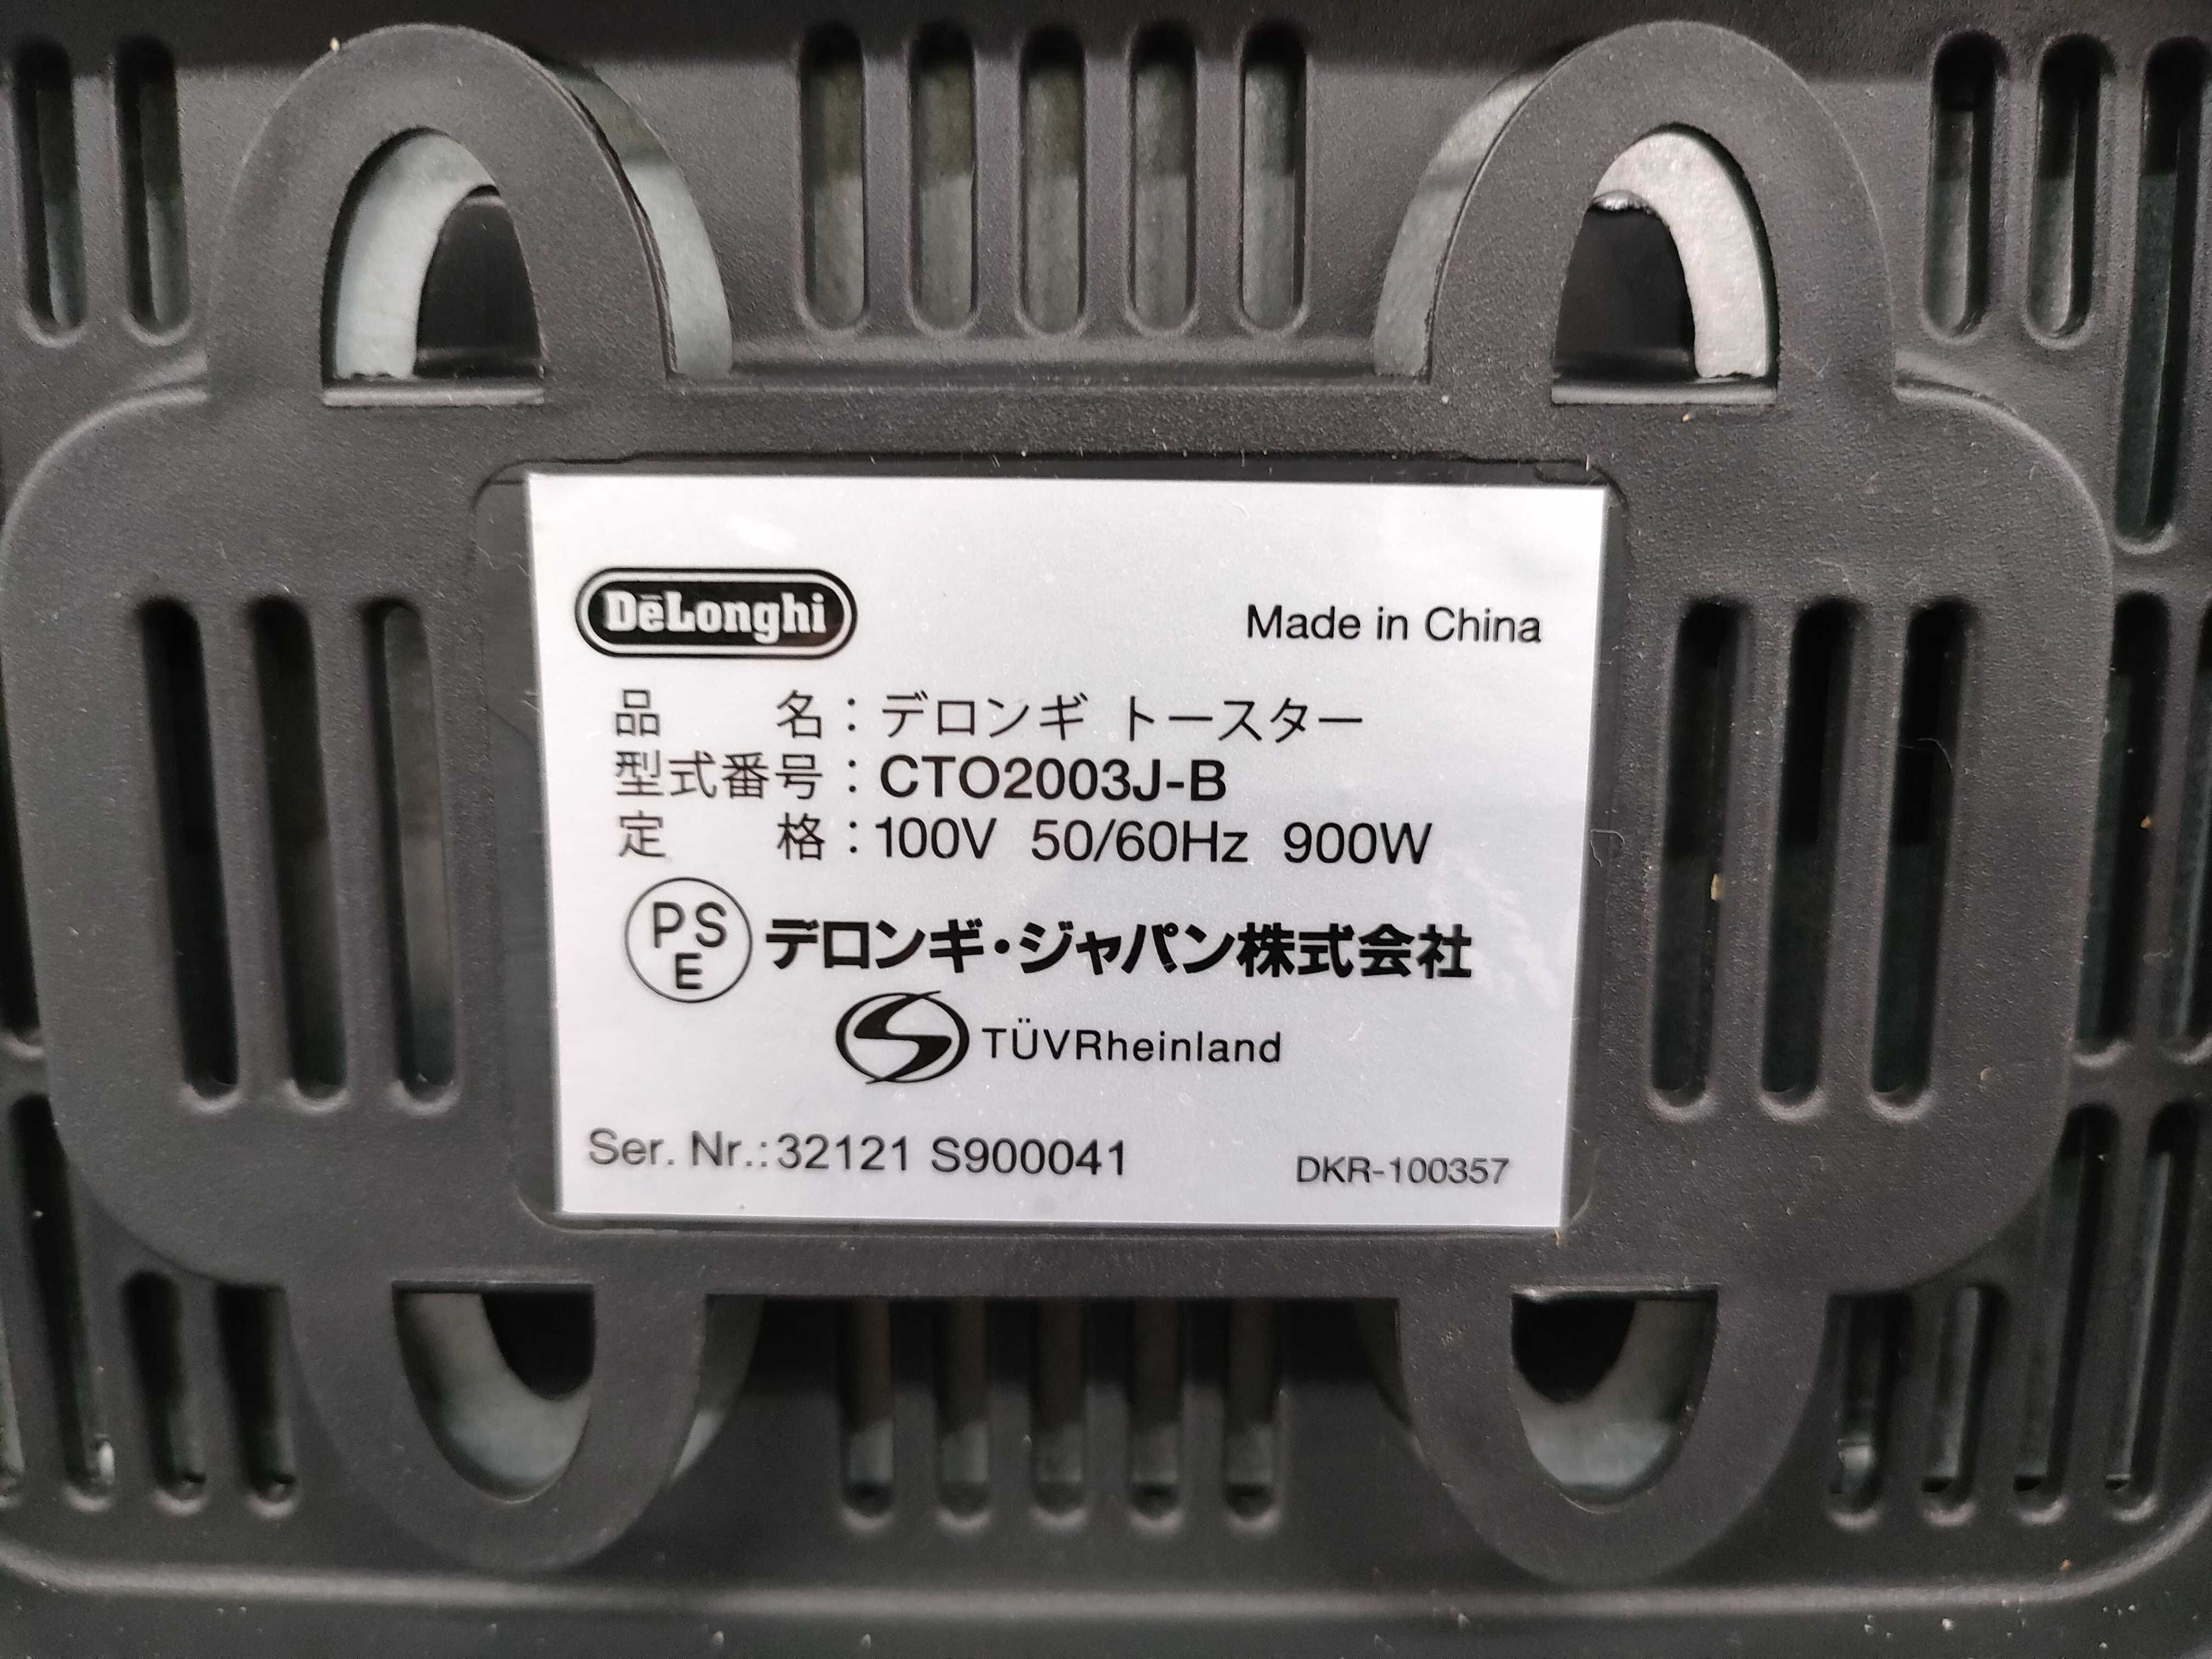 DēLonghi
Made in China
品　　名：デロンギ トースター
型式番号：CTO2003J-B
定　　格：100V 50/60Hz 900W
PSE デロンギ・ジャパン株式会社
TÜVRheinland
Ser. Nr.:32121 S900041
DKR-100357